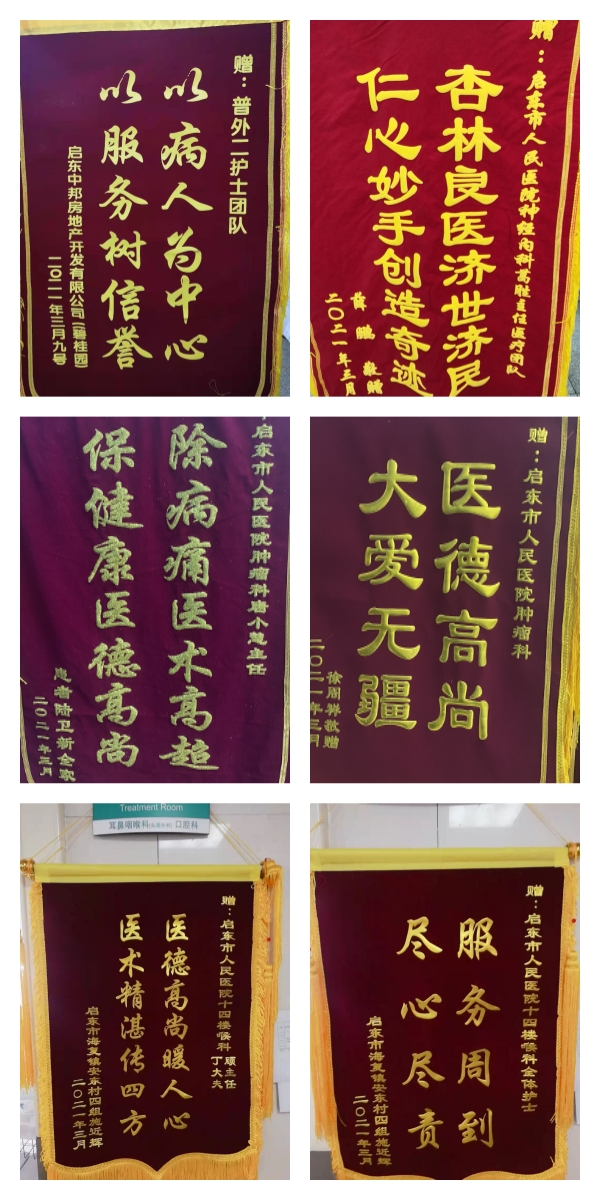 赠：普外二护士团队
以病人为中心
以服务树信誉
启东中邦房地产开发有限公司(碧桂园)
二〇二一年三月九号
赠：启东市人民医院神经内科葛胜主任医疗团队
杏林良医济世济民
仁心妙手创造奇迹
薛鹏 敬赠
二〇二一年三月
：启东市人民医院肿瘤科唐小葱主任
除病痛医术高超
保健康医德高尚
患者陆卫新全家
二〇二一年三月
赠：启东市人民医院肿瘤科
医德高尚
大爱无疆
徐周祥敬赠
二〇二一年三月
Treatment Room
耳鼻咽喉科 口腔科
赠：启东市人民医院十四楼喉科
顾主任
丁大夫
医德高尚暖人心
医术精湛传四方
启东市海复镇安东村四组施近辉
二〇二一年三月
赠：启东市人民医院十四楼喉科全体护士
服务周到
尽心尽责
启东市海复镇安东村四组施近辉
二〇二一年三月